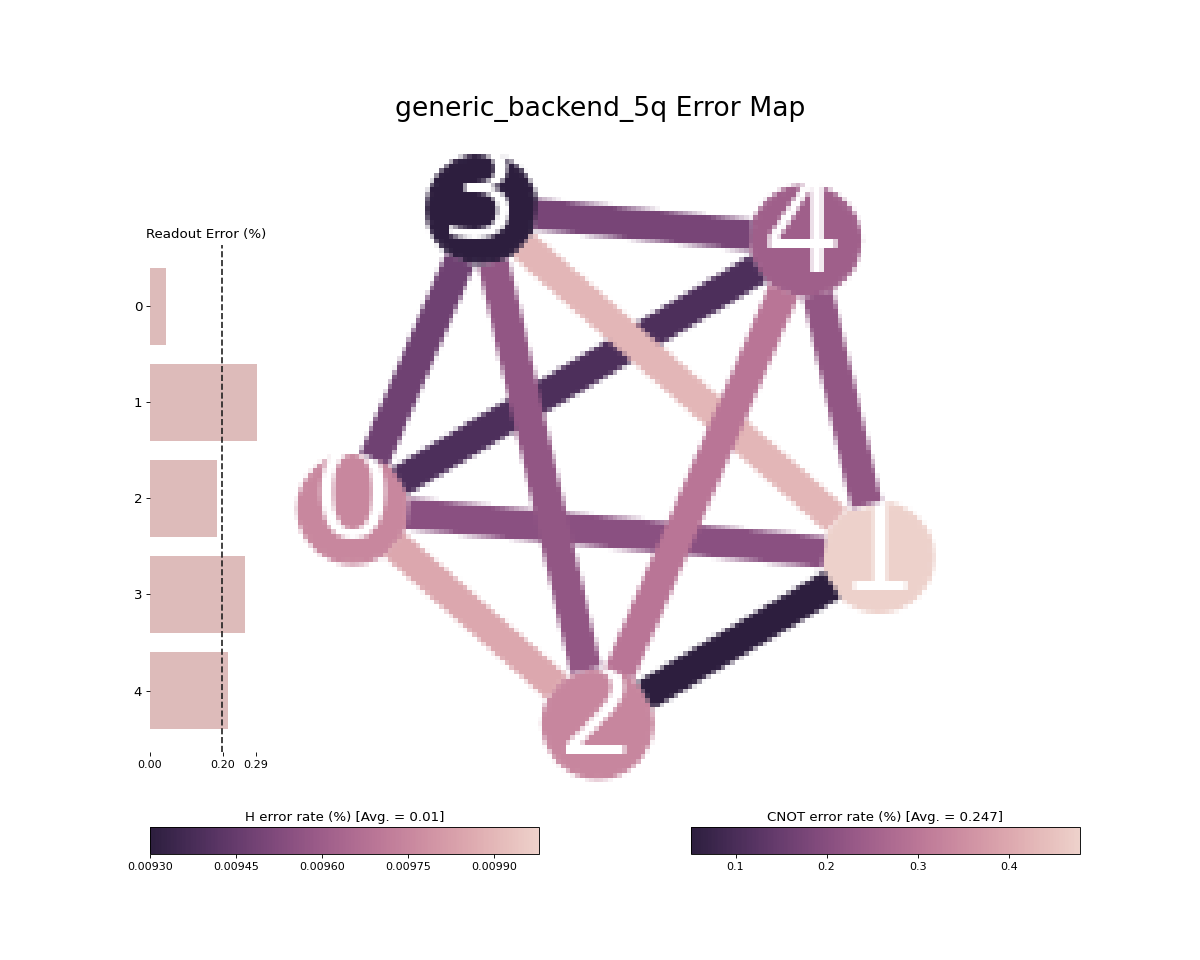 generic_backend_5q Error Map
3
4
Readout Error (%)
0
1
2
3
4
0.00 0.20 0.29
0
1
2
H error rate (%) [Avg. = 0.01]
0.00930 0.00945 0.00960 0.00975 0.00990
CNOT error rate (%) [Avg. = 0.247]
0.1 0.2 0.3 0.4